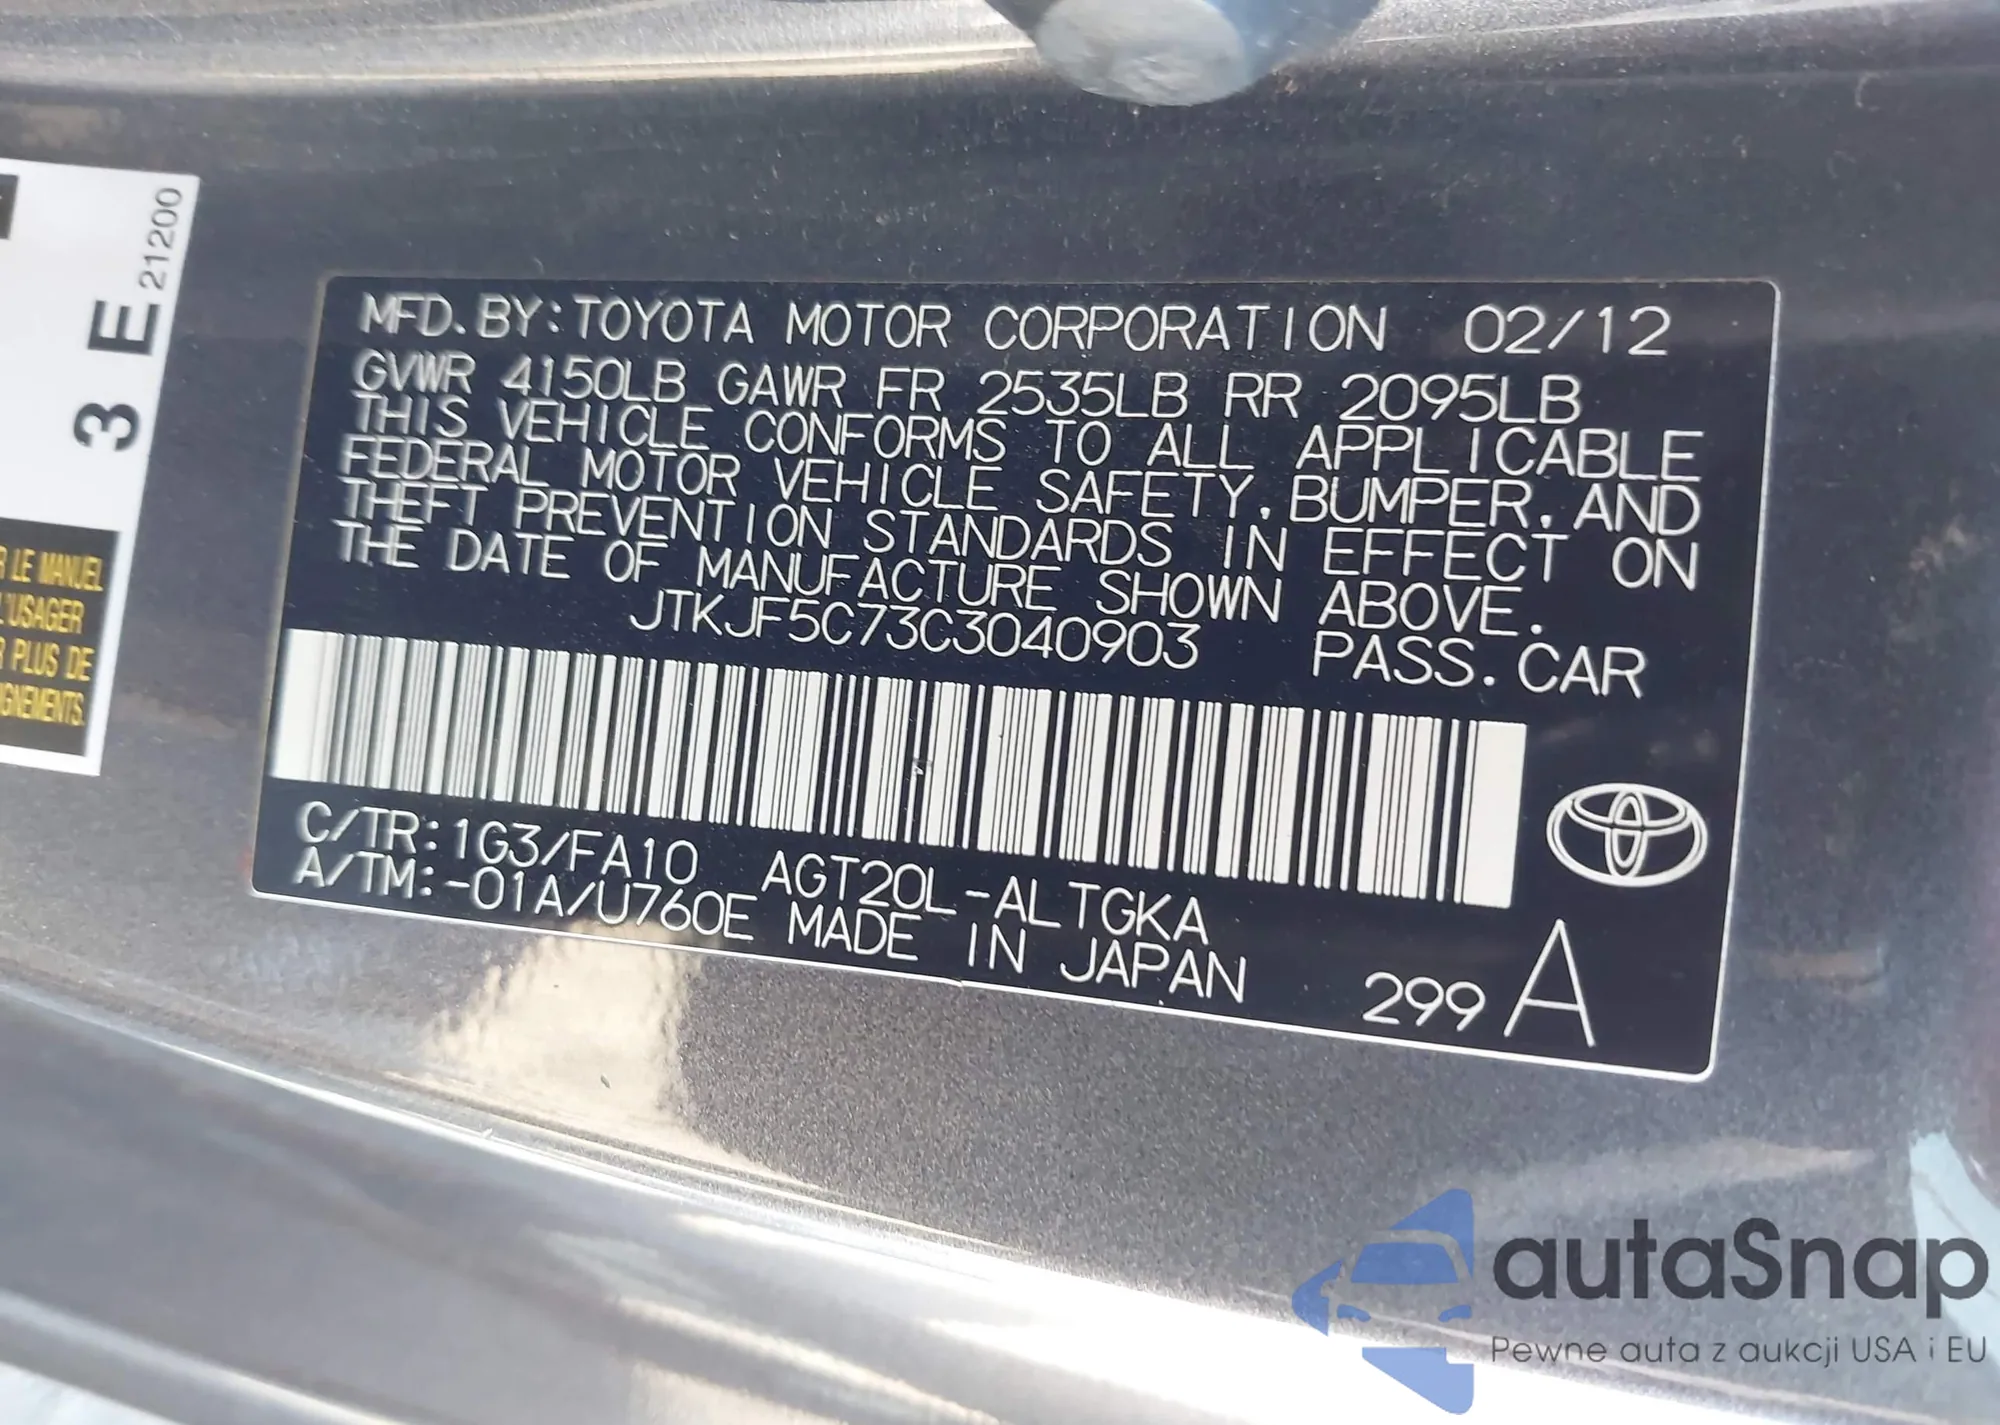 3 E 21200
R LE MANUEL
L'USAGER
R PLUS DE
IGNEMENTS.
MFD. BY: TOYOTA MOTOR CORPORATION 02/12
GVWR 4150LB GAWR FR 2535LB RR 2095LB
THIS VEHICLE CONFORMS TO ALL APPLICABLE
FEDERAL MOTOR VEHICLE SAFETY, BUMPER, AND
THEFT PREVENTION STANDARDS IN EFFECT ON
THE DATE OF MANUFACTURE SHOWN ABOVE.
JTKJF5C73C3040903 PASS. CAR
C/TR: 1G3/FA10 AGT20L-ALTGKA
A/TM: -01A/U760E MADE IN JAPAN
299 A
autaSnap
Pewne auta z aukcji USA i EU